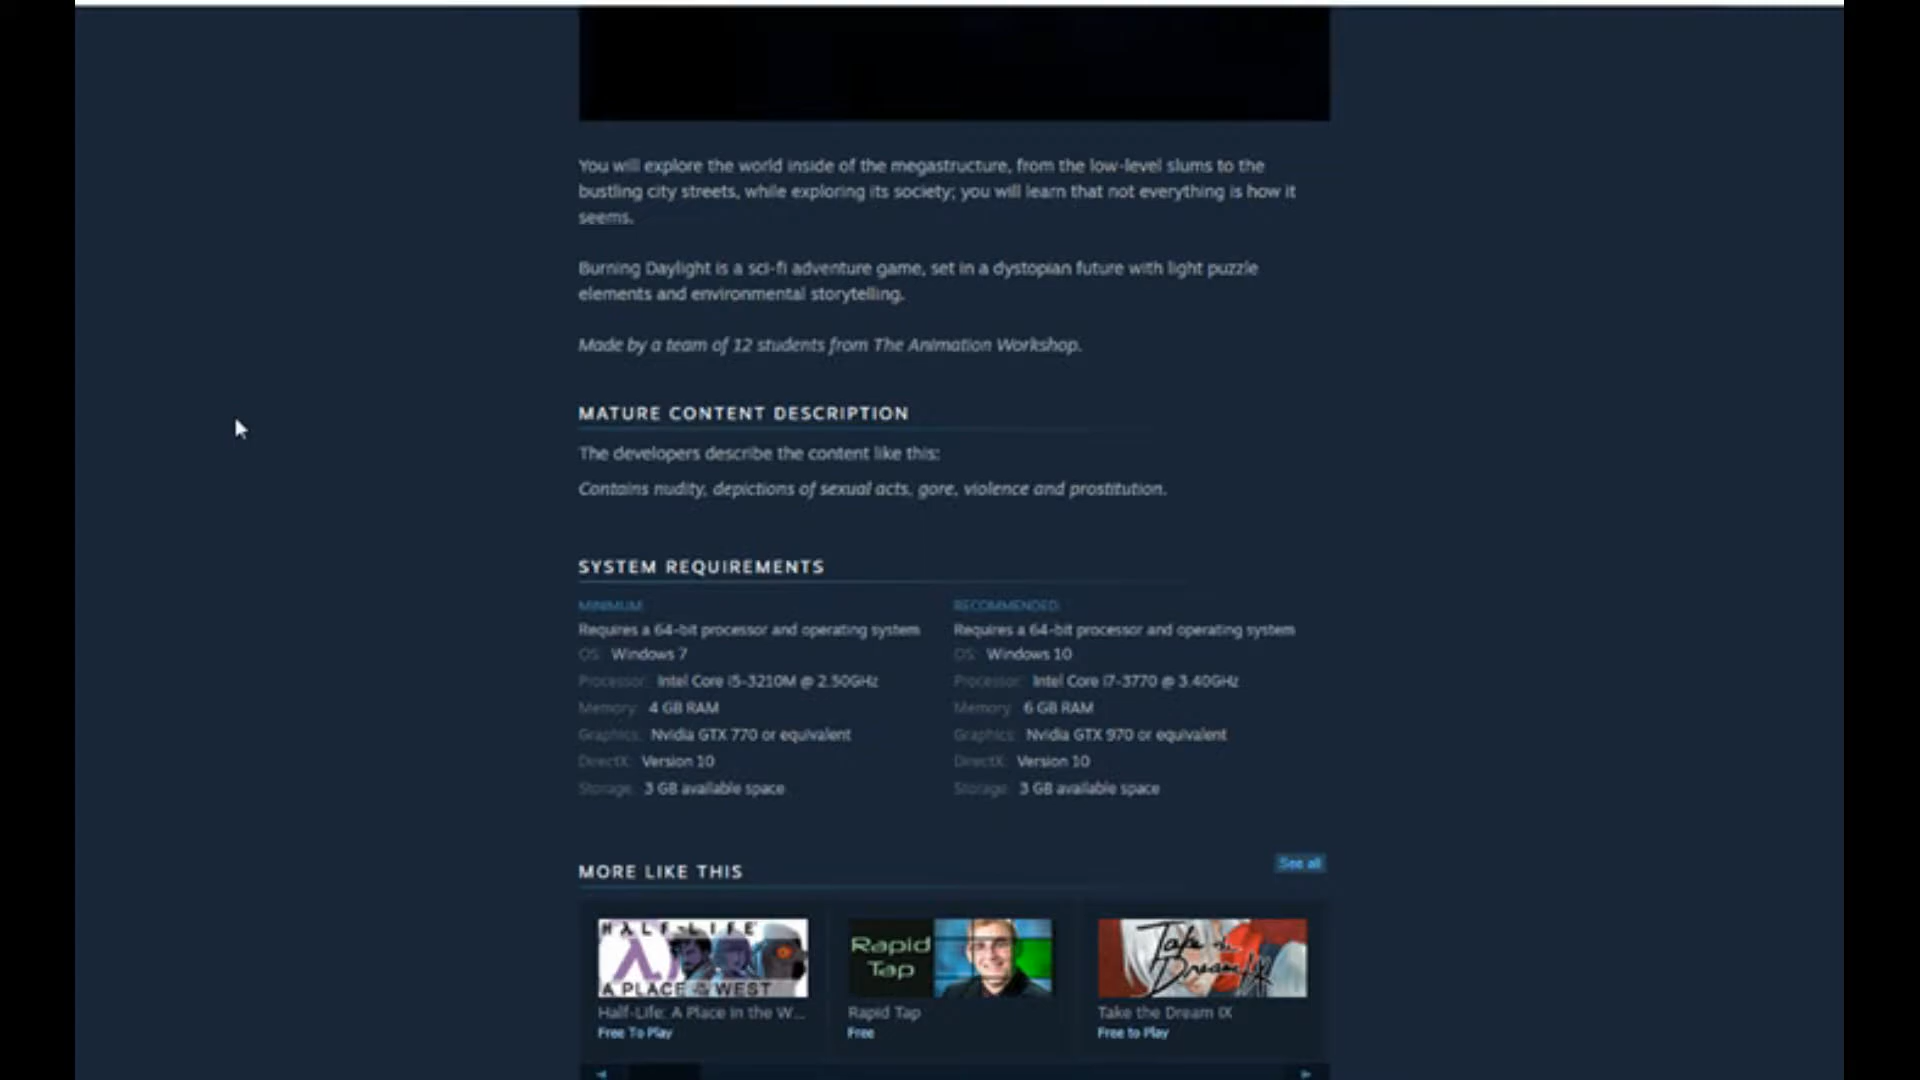 You will explore the world inside of the megastructure, from the low-level slums to the
bustling city streets, while exploring its society; you will learn that not everything is how it
seems.
Burning Daylight is a sci-fi adventure game, set in a dystopian future with light puzzle
elements and environmental storytelling.
Made by a team of 12 students from The Animation Workshop.
MATURE CONTENT DESCRIPTION
The developers describe the content like this:
Contains nudity, depictions of sexual acts, gore, violence and prostitution.
SYSTEM REQUIREMENTS
MINIMUM:
Requires a 64-bit processor and operating system
OS: Windows 7
Processor: Intel Core i5-3210M @ 2.50GHz
Memory: 4 GB RAM
Graphics: Nvidia GTX 770 or equivalent
DirectX: Version 10
Storage: 3 GB available space
RECOMMENDED:
Requires a 64-bit processor and operating system
OS: Windows 10
Processor: Intel Core i7-3770 @ 3.40GHz
Memory: 6 GB RAM
Graphics: Nvidia GTX 970 or equivalent
DirectX: Version 10
Storage: 3 GB available space
MORE LIKE THIS
See all
HALF-LIFE
A PLACE IN THE WEST
Half-Life: A Place in the W...
Free To Play
Rapid
Tap
Rapid Tap
Free
Take the
Dream IX
Take the Dream IX
Free to Play